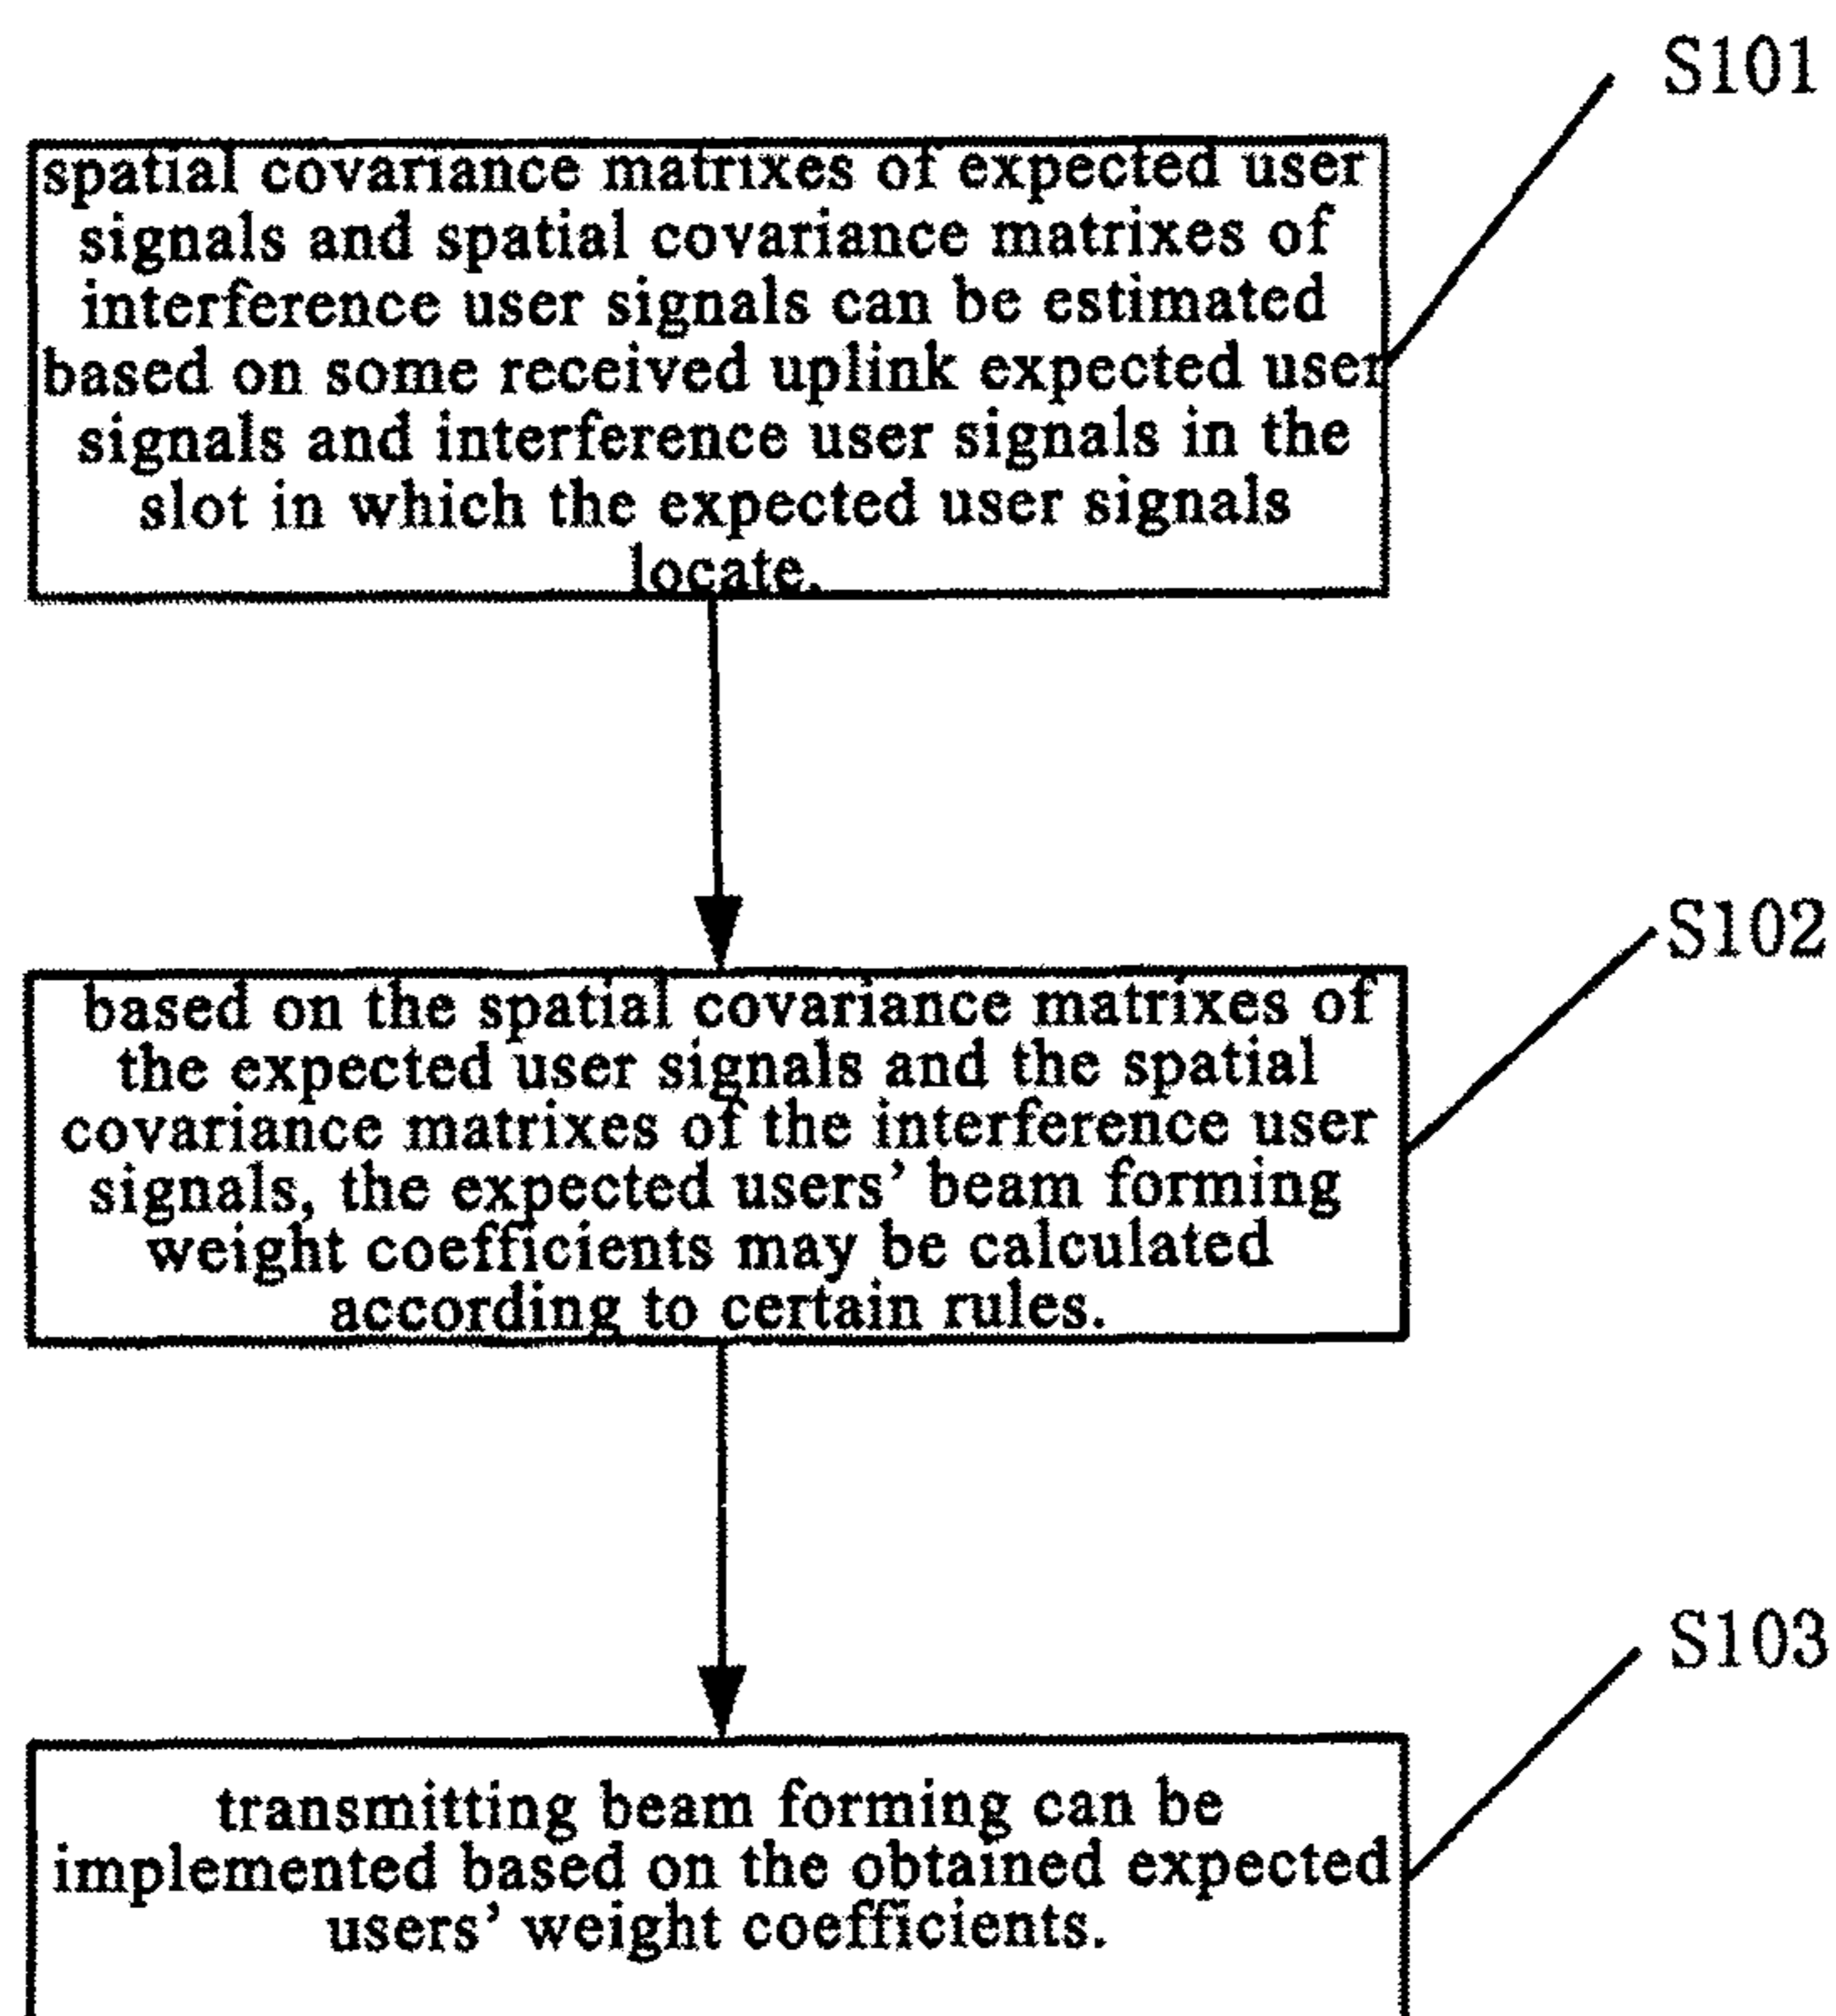 S101
spatial covariance matrixes of expected user
signals and spatial covariance matrixes of
interference user signals can be estimated
based on some received uplink expected user
signals and interference user signals in the
slot in which the expected user signals
locate.
S102
based on the spatial covariance matrixes of
the expected user signals and the spatial
covariance matrixes of the interference user
signals, the expected users’ beam forming
weight coefficients may be calculated
according to certain rules.
S103
transmitting beam forming can be
implemented based on the obtained expected
users’ weight coefficients.